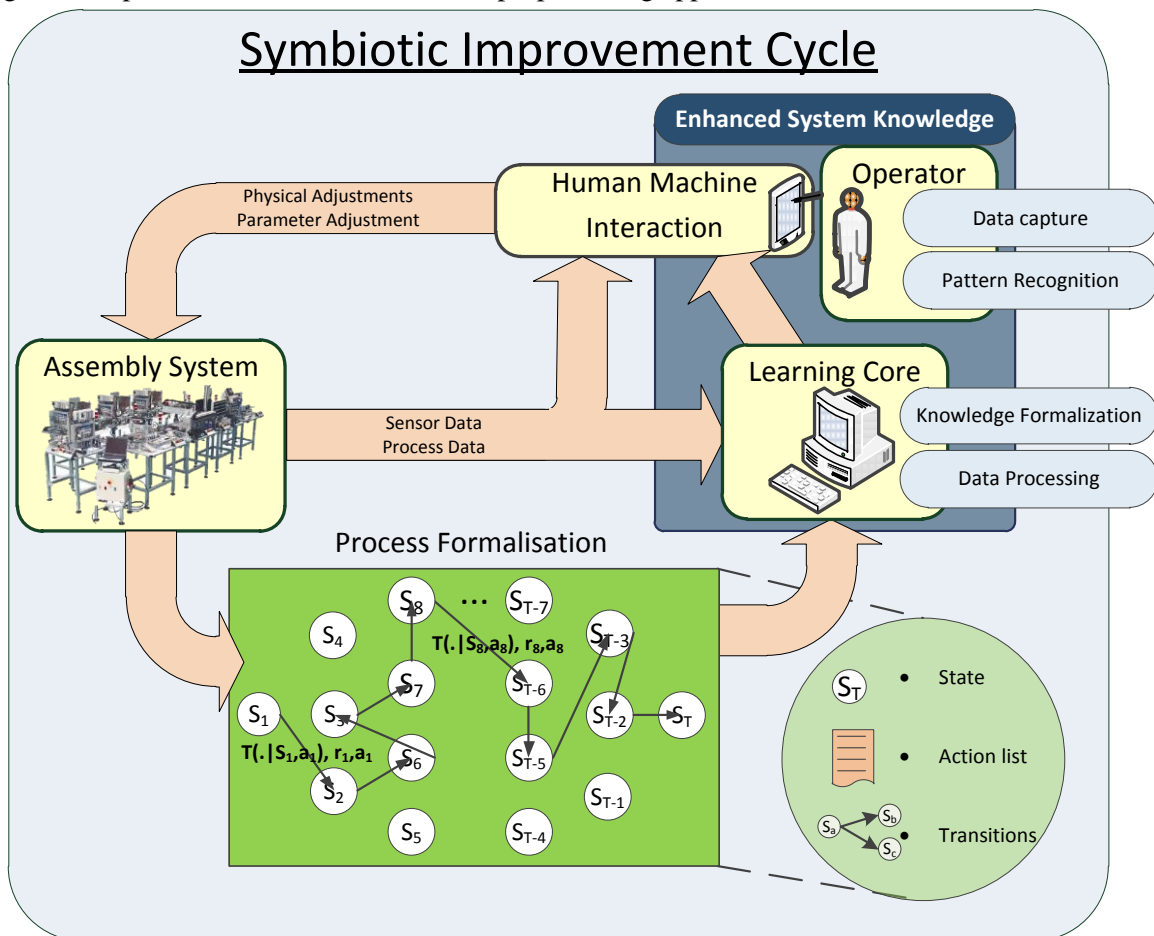 Symbiotic Improvement Cycle
Enhanced System Knowledge
Human Machine
Interaction
Operator
Data capture
Pattern Recognition
Physical Adjustments
Parameter Adjustment
Assembly System
Learning Core
Knowledge Formalization
Data Processing
Sensor Data
Process Data
Process Formalisation
S8
...
ST-7
S4
ST-3
T(.|S8,a8), r8,a8
S7
ST-6
S1
S3
ST-2
ST
T(.|S1,a1), r1,a1
S6
ST-5
S2
ST-1
S5
ST-4
ST
• State
• Action list
Sa
Sb
Sc
• Transitions